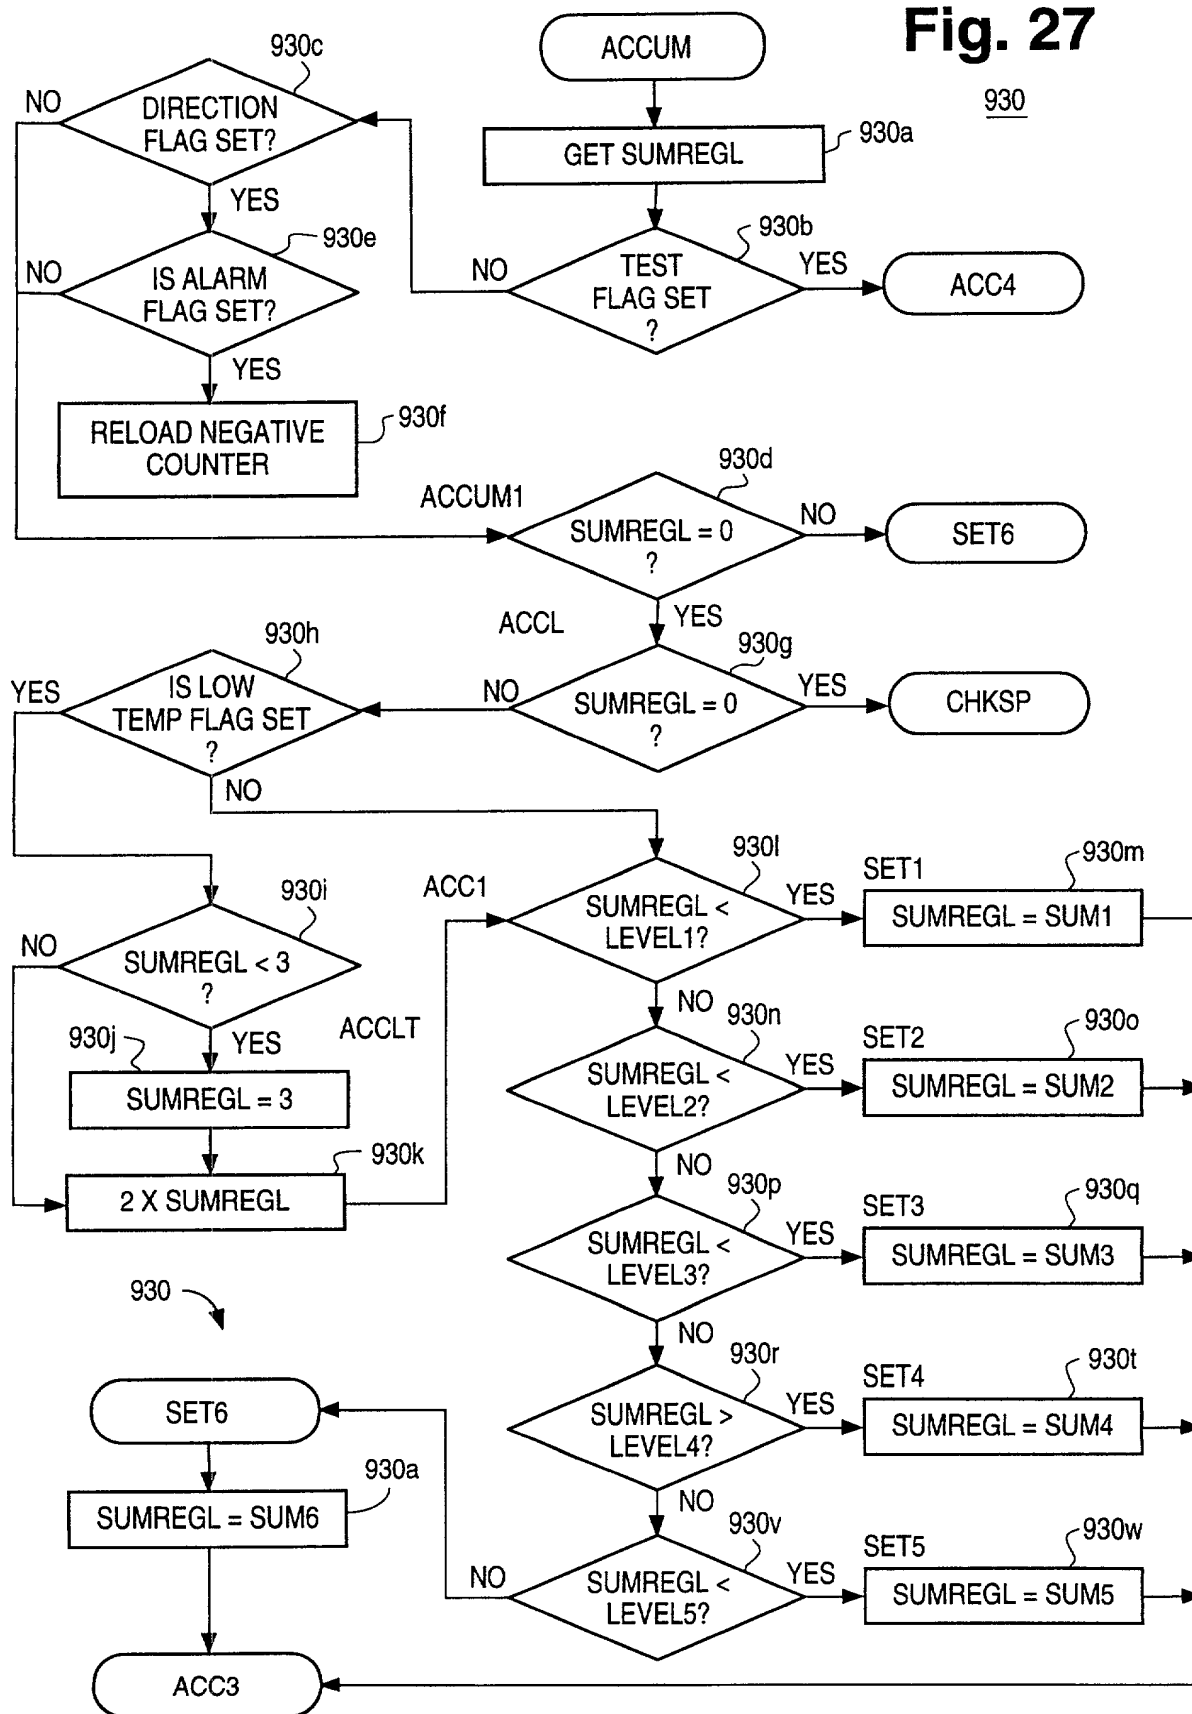 Fig. 27
930
ACCUM
930a
GET SUMREGL
930b
TEST
FLAG SET
?
YES
ACC4
NO
930c
DIRECTION
FLAG SET?
NO
YES
930e
IS ALARM
FLAG SET?
NO
YES
930f
RELOAD NEGATIVE
COUNTER
ACCUM1
930d
SUMREGL = 0
?
NO
SET6
YES
ACCL
930g
SUMREGL = 0
?
YES
CHKSP
NO
930h
IS LOW
TEMP FLAG SET
?
YES
NO
930i
SUMREGL < 3
?
NO
YES
ACCLT
930j
SUMREGL = 3
930k
2 X SUMREGL
ACC1
930l
SUMREGL <
LEVEL1?
YES
SET1
930m
SUMREGL = SUM1
NO
930n
SUMREGL <
LEVEL2?
YES
SET2
930o
SUMREGL = SUM2
NO
930p
SUMREGL <
LEVEL3?
YES
SET3
930q
SUMREGL = SUM3
NO
930r
SUMREGL >
LEVEL4?
YES
SET4
930t
SUMREGL = SUM4
NO
930v
SUMREGL <
LEVEL5?
YES
SET5
930w
SUMREGL = SUM5
NO
930
SET6
930a
SUMREGL = SUM6
ACC3